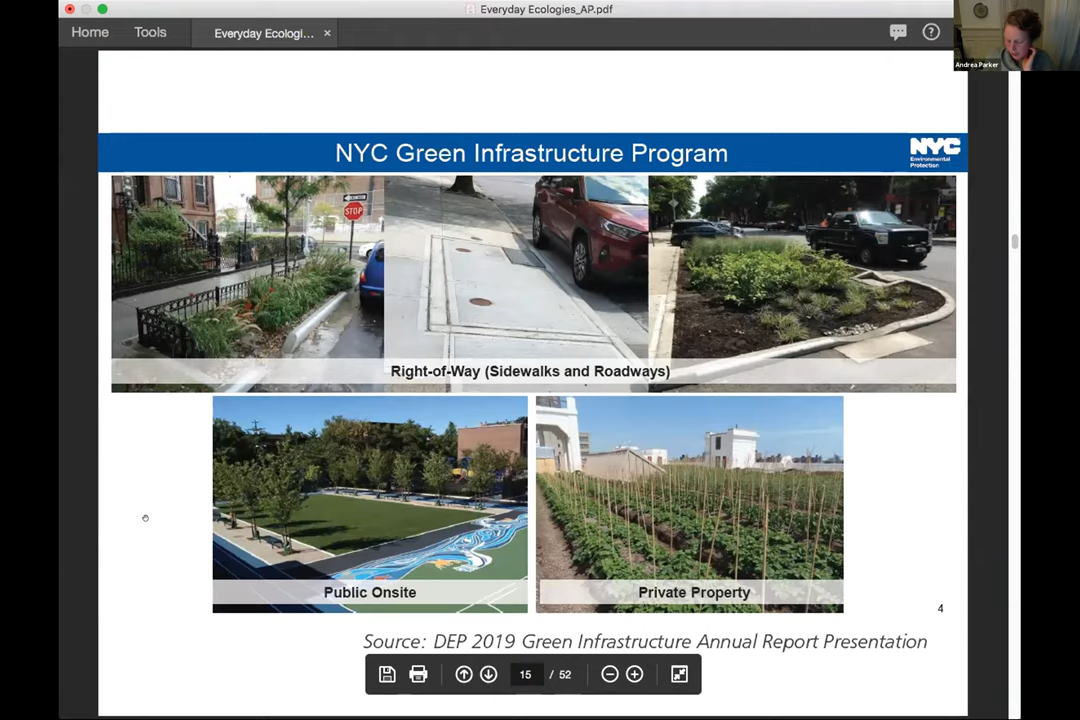 Everyday Ecologies_AP.pdf
Home Tools Everyday Ecologi... ×
Andrea Parker
NYC Green Infrastructure Program
NYC
Environmental
Protection
STOP
Right-of-Way (Sidewalks and Roadways)
Public Onsite
Private Property
4
Source: DEP 2019 Green Infrastructure Annual Report Presentation
15 / 52